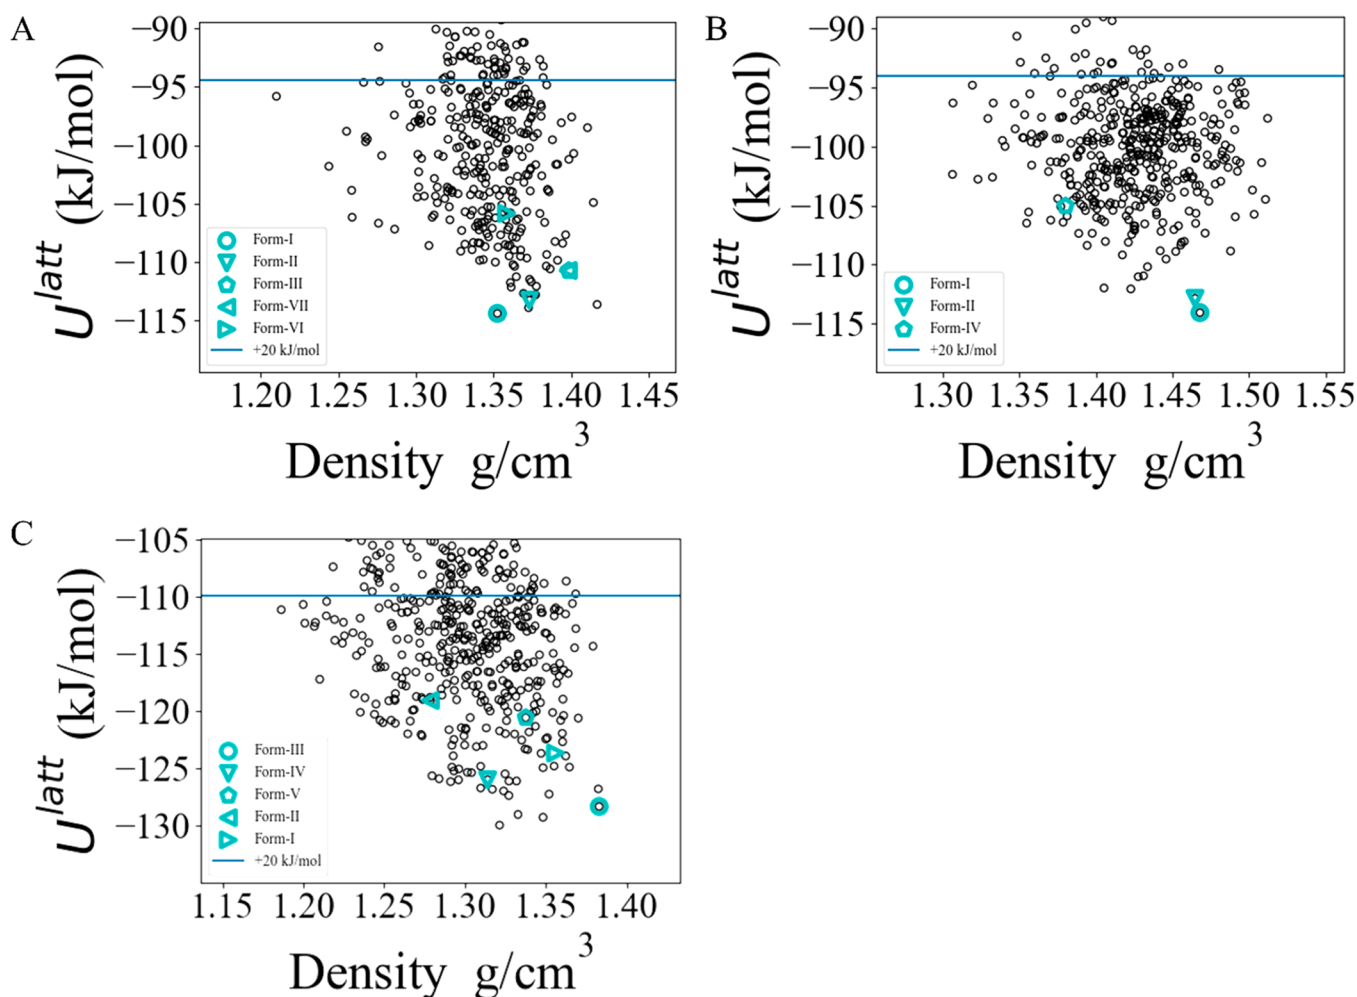 A
−90
−95
−100
−105
−110
−115
U^latt (kJ/mol)
Form-I
Form-II
Form-III
Form-VII
Form-VI
+20 kJ/mol
1.20 1.25 1.30 1.35 1.40 1.45
Density g/cm^3
B
−90
−95
−100
−105
−110
−115
U^latt (kJ/mol)
Form-I
Form-II
Form-IV
+20 kJ/mol
1.30 1.35 1.40 1.45 1.50 1.55
Density g/cm^3
C
−105
−110
−115
−120
−125
−130
U^latt (kJ/mol)
Form-III
Form-IV
Form-V
Form-II
Form-I
+20 kJ/mol
1.15 1.20 1.25 1.30 1.35 1.40
Density g/cm^3